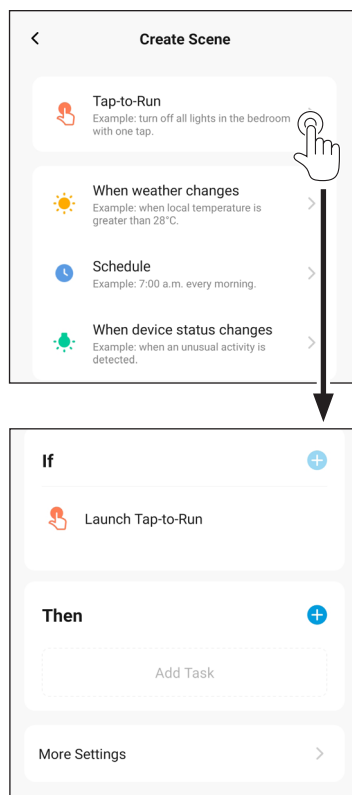 Create Scene
Tap-to-Run
Example: turn off all lights in the bedroom
with one tap.
When weather changes
Example: when local temperature is
greater than 28°C.
Schedule
Example: 7:00 a.m. every morning.
When device status changes
Example: when an unusual activity is
detected.
If
Launch Tap-to-Run
Then
Add Task
More Settings